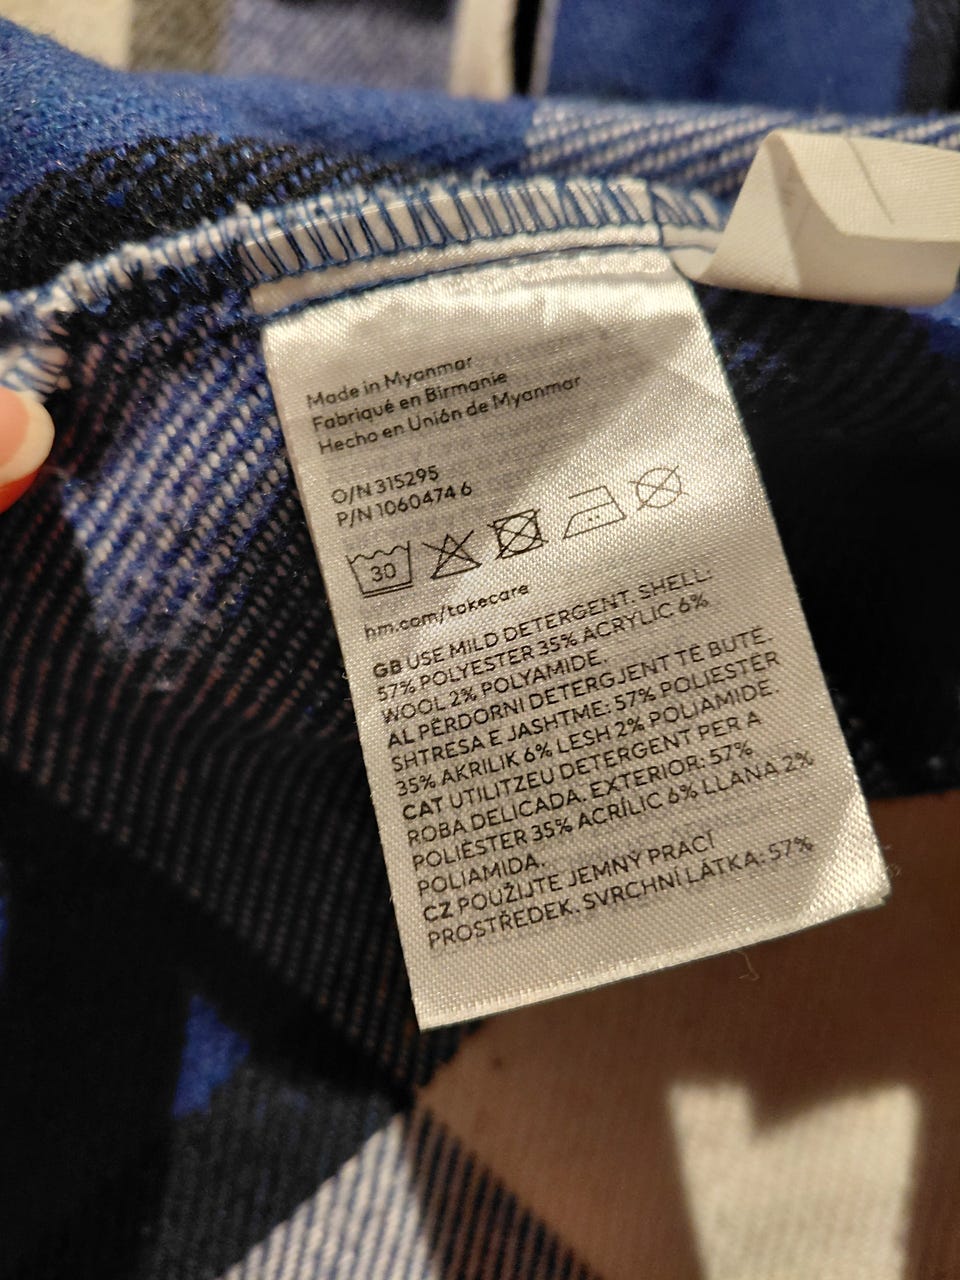 Made in Myanmar
Fabriqué en Birmanie
Hecho en Unión de Myanmar
O/N 315295
P/N 1060474 6
30
hm.com/takecare
GB USE MILD DETERGENT. SHELL:
57% POLYESTER 35% ACRYLIC 6%
WOOL 2% POLYAMIDE.
AL PËRDORNI DETERGJENT TË BUTË.
SHTRESA E JASHTME: 57% POLIESTER
35% AKRILIK 6% LESH 2% POLIAMIDE.
CAT UTILITZEU DETERGENT PER A
ROBA DELICADA. EXTERIOR: 57%
POLIÈSTER 35% ACRÍLIC 6% LLANA 2%
POLIAMIDA.
CZ POUŽIJTE JEMNÝ PRACÍ
PROSTŘEDEK. SVRCHNÍ LÁTKA: 57%